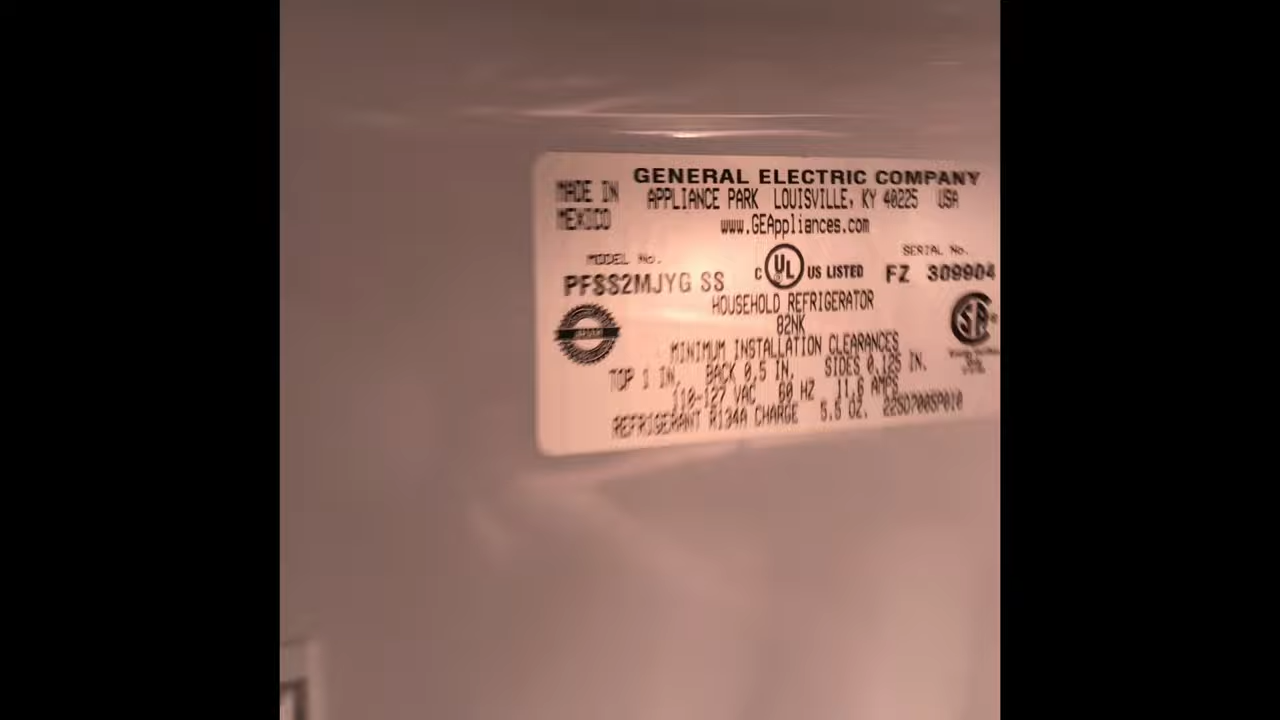 GENERAL ELECTRIC COMPANY
MADE IN
MEXICO
APPLIANCE PARK LOUISVILLE, KY 40225 USA
www.GEAppliances.com
MODEL No.
PFSS2MJYG SS
C UL US LISTED
SERIAL No.
FZ 309904
HOUSEHOLD REFRIGERATOR
82NK
MINIMUM INSTALLATION CLEARANCES
TOP 1 IN. BACK 0.5 IN. SIDES 0.125 IN.
110-127 VAC 60 HZ 11.6 AMPS
REFRIGERANT R134A CHARGE 5.5 OZ. 225D7005P010